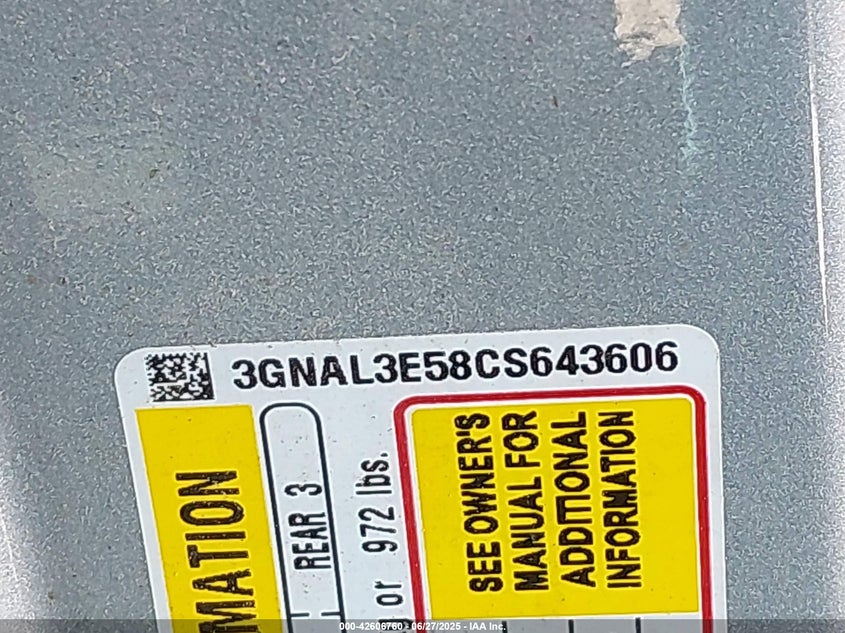 3GNAL3E58CS643606
MATION
REAR 3
or 972 lbs.
SEE OWNER'S
MANUAL FOR
ADDITIONAL
INFORMATION
000-42606760 - 06/27/2025 - IAA Inc.